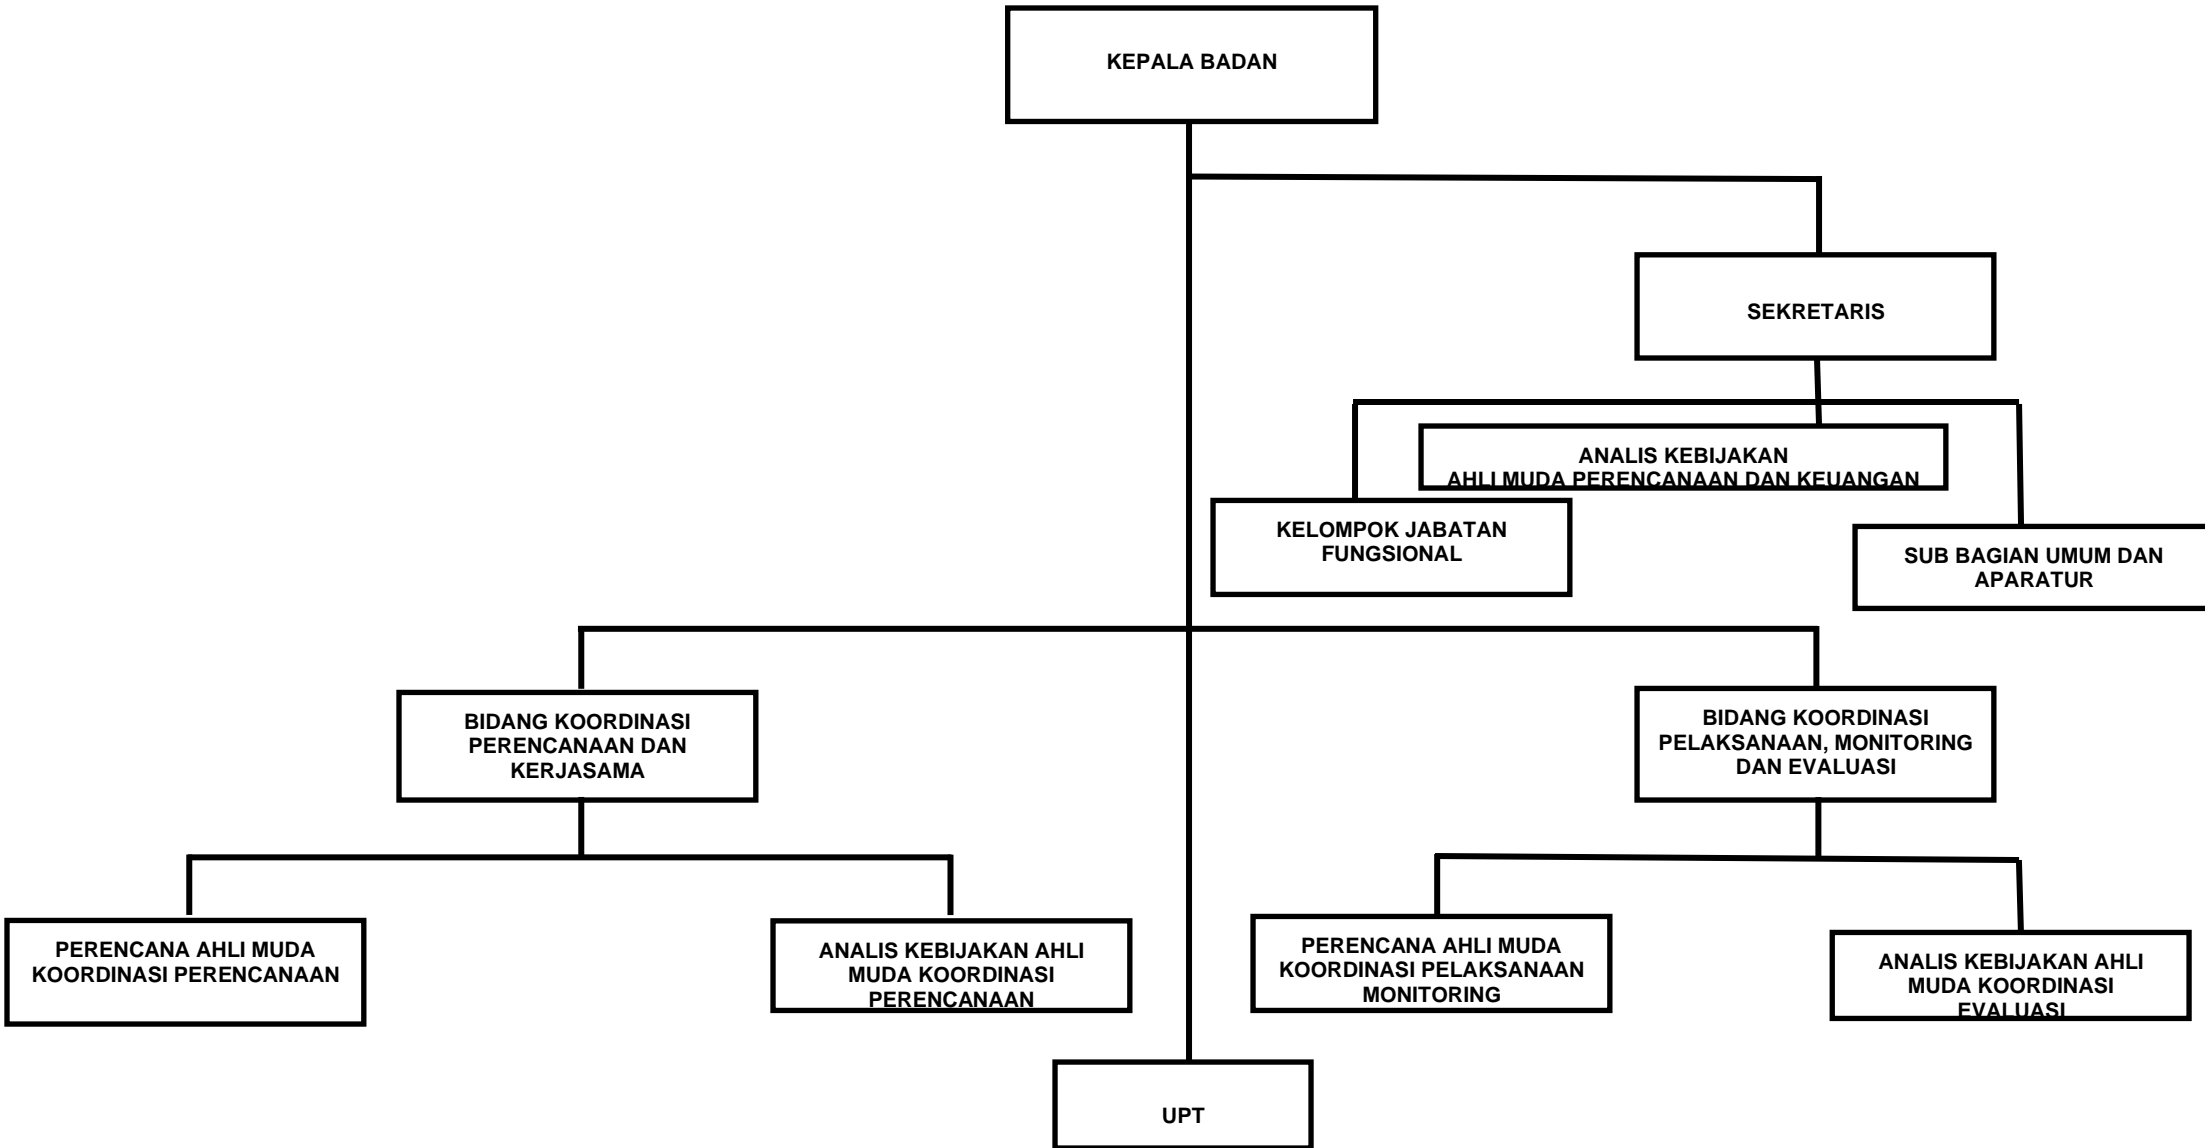 KEPALA BADAN
SEKRETARIS
ANALIS KEBIJAKAN
AHLI MUDA PERENCANAAN DAN KEUANGAN
KELOMPOK JABATAN
FUNGSIONAL
SUB BAGIAN UMUM DAN
APARATUR
BIDANG KOORDINASI
PERENCANAAN DAN
KERJASAMA
BIDANG KOORDINASI
PELAKSANAAN, MONITORING
DAN EVALUASI
PERENCANA AHLI MUDA
KOORDINASI PERENCANAAN
ANALIS KEBIJAKAN AHLI
MUDA KOORDINASI
PERENCANAAN
PERENCANA AHLI MUDA
KOORDINASI PELAKSANAAN
MONITORING
ANALIS KEBIJAKAN AHLI
MUDA KOORDINASI
EVALUASI
UPT